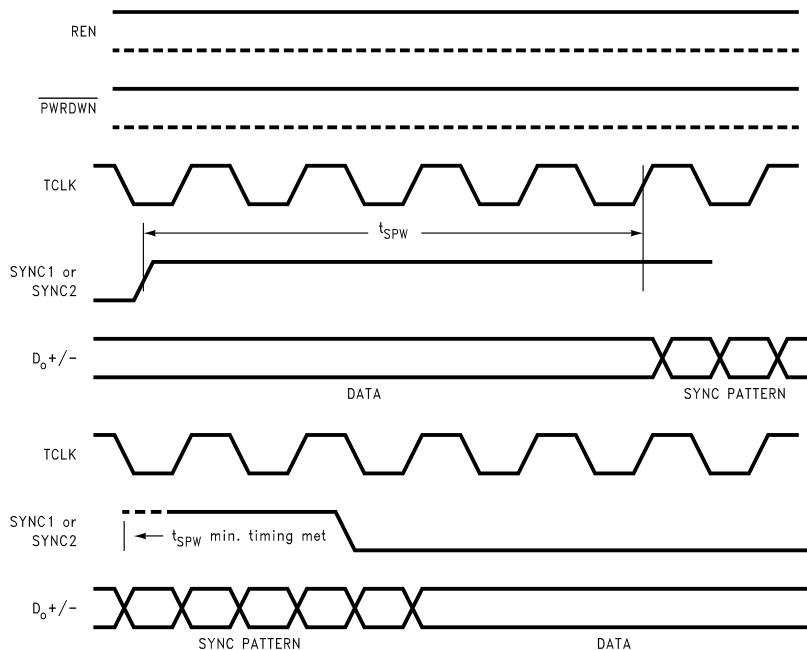 REN
PWRDWN
TCLK
tSPW
SYNC1 or
SYNC2
Do+/-
DATA
SYNC PATTERN
TCLK
SYNC1 or
SYNC2
tSPW min. timing met
Do+/-
SYNC PATTERN
DATA